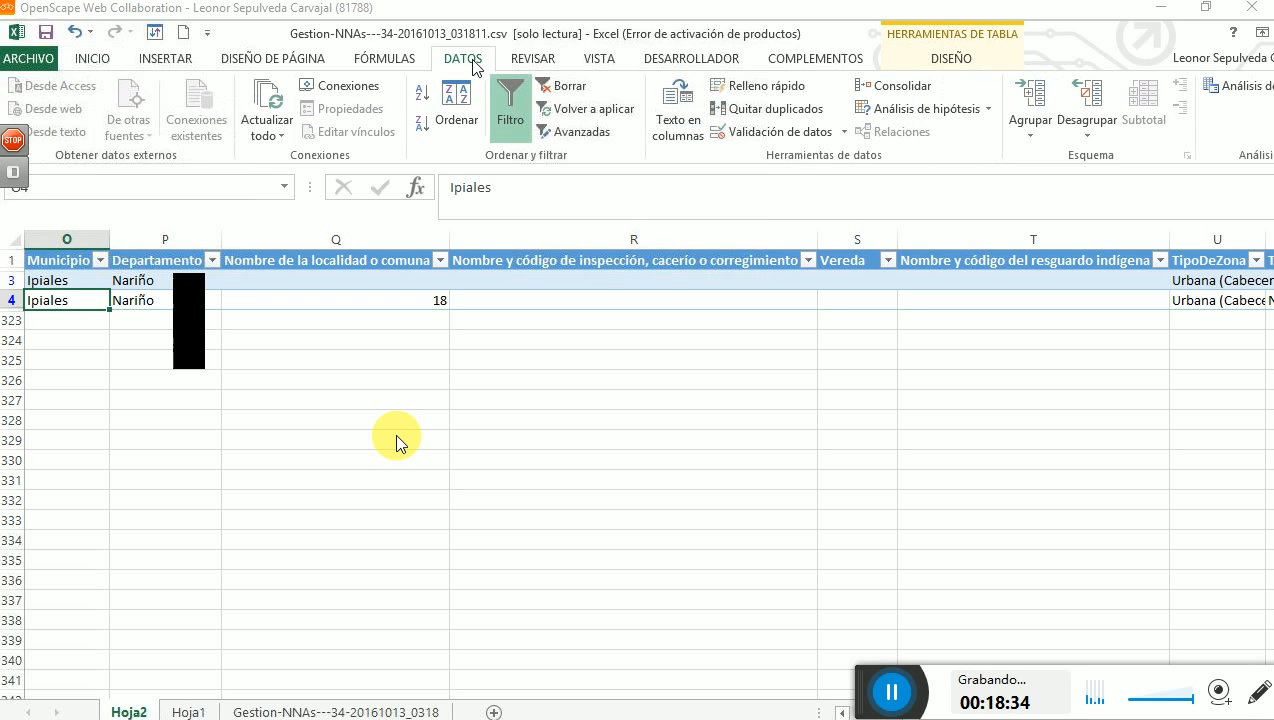 OpenScape Web Collaboration - Leonor Sepulveda Carvajal (81788)
Gestion-NNAs---34-20161013_031811.csv [solo lectura] - Excel (Error de activación de productos)
HERRAMIENTAS DE TABLA
ARCHIVO INICIO INSERTAR DISEÑO DE PÁGINA FÓRMULAS DATOS REVISAR VISTA DESARROLLADOR COMPLEMENTOS DISEÑO
Leonor Sepulveda C
Desde Access
Desde web
Desde texto
De otras fuentes
Conexiones existentes
Obtener datos externos
Actualizar todo
Conexiones
Propiedades
Editar vínculos
Conexiones
Ordenar
Filtro
Borrar
Volver a aplicar
Avanzadas
Ordenar y filtrar
Texto en columnas
Relleno rápido
Quitar duplicados
Validación de datos
Consolidar
Análisis de hipótesis
Relaciones
Herramientas de datos
Agrupar
Desagrupar
Subtotal
Esquema
Análisis de
Análisis
STOP
fx
Ipiales
O P Q R S T U
1 Municipio Departamento Nombre de la localidad o comuna Nombre y código de inspección, cacerío o corregimiento Vereda Nombre y código del resguardo indígena TipoDeZona T
3 Ipiales Nariño Urbana (Cabecer
4 Ipiales Nariño 18 Urbana (Cabece N
323
324
325
326
327
328
329
330
331
332
333
334
335
336
337
338
339
340
341
Hoja2 Hoja1 Gestion-NNAs---34-20161013_0318
Grabando...
00:18:34